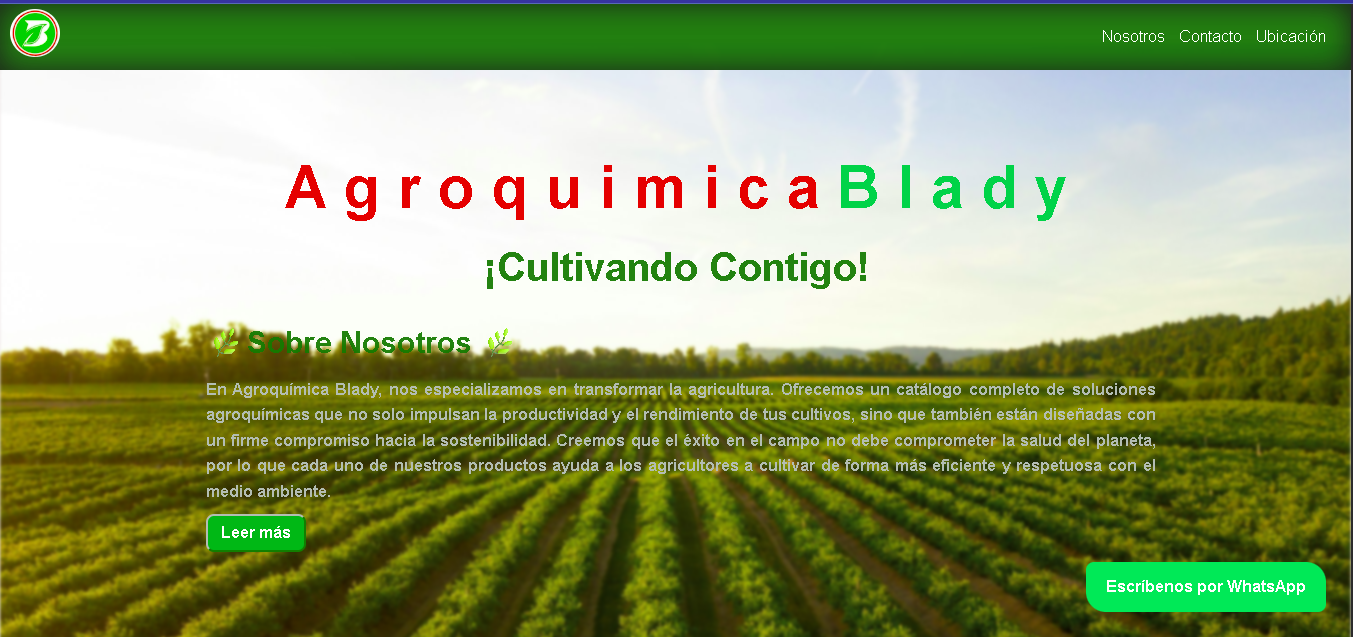 B
Nosotros Contacto Ubicación
AgroquimicaBlady
¡Cultivando Contigo!
Sobre Nosotros
En Agroquímica Blady, nos especializamos en transformar la agricultura. Ofrecemos un catálogo completo de soluciones
agroquímicas que no solo impulsan la productividad y el rendimiento de tus cultivos, sino que también están diseñadas con
un firme compromiso hacia la sostenibilidad. Creemos que el éxito en el campo no debe comprometer la salud del planeta,
por lo que cada uno de nuestros productos ayuda a los agricultores a cultivar de forma más eficiente y respetuosa con el
medio ambiente.
Leer más
Escríbenos por WhatsApp